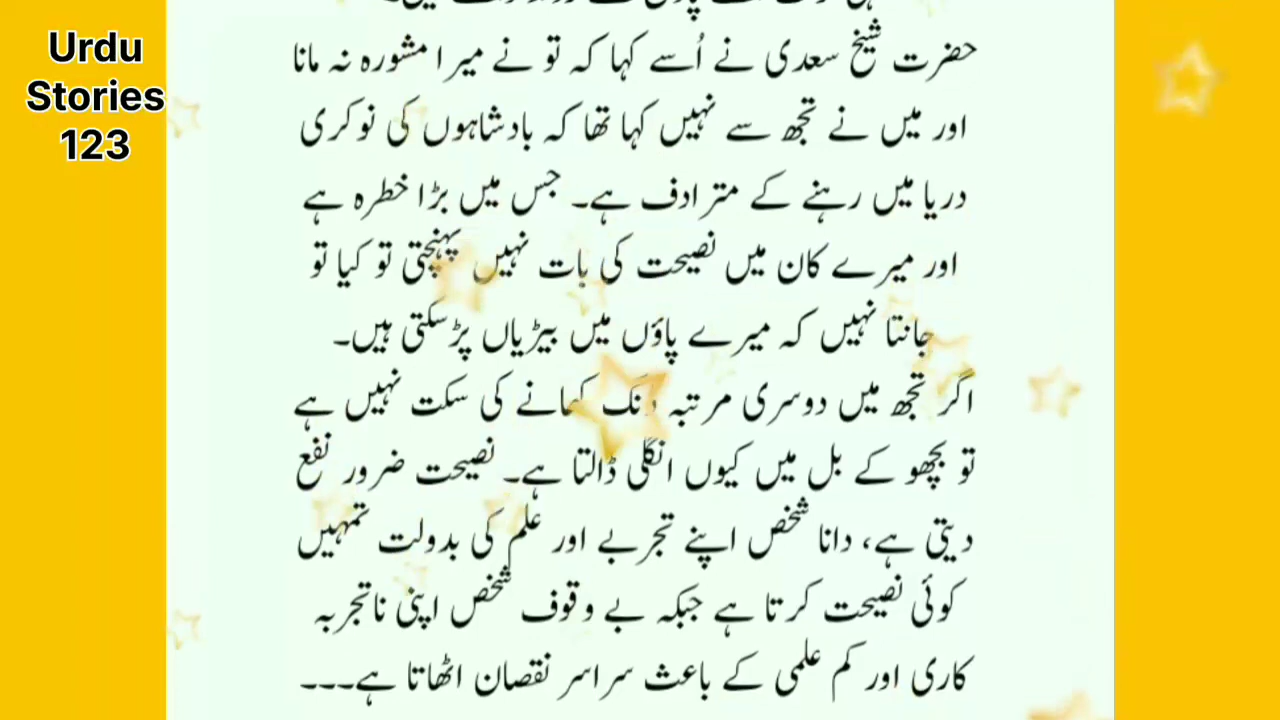 Urdu
Stories
123
حضرت شیخ سعدی نے اُسے کہا کہ تو نے میرا مشورہ نہ مانا
اور میں نے تجھ سے نہیں کہا تھا کہ بادشاہوں کی نوکری
دریا میں رہنے کے مترادف ہے۔ جس میں بڑا خطرہ ہے
اور میرے کان میں نصیحت کی بات نہیں پہنچتی تو کیا تو
جانتا نہیں کہ میرے پاؤں میں بیڑیاں پڑسکتی ہیں۔
اگر تجھ میں دوسری مرتبہ کھانے کی سکت نہیں ہے
تو بچھو کے بل میں کیوں انگلی ڈالتا ہے۔ نصیحت ضرور نفع
دیتی ہے، دانا شخص اپنے تجربے اور علم کی بدولت تمہیں
کوئی نصیحت کرتا ہے جبکہ بے وقوف شخص اپنی ناتجربہ
کاری اور کم علمی کے باعث سراسر نقصان اٹھاتا ہے۔۔۔